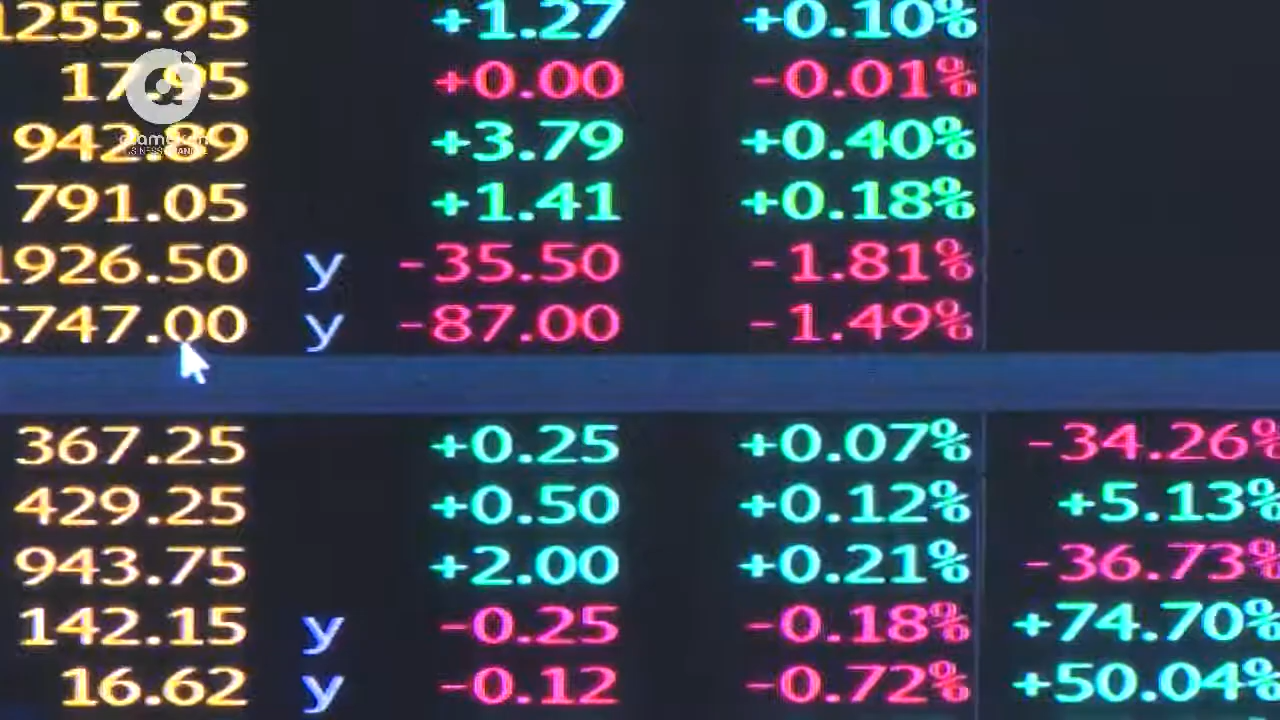 1255.95 +1.27 +0.10%
17.95 +0.00 -0.01%
942.89 +3.79 +0.40%
791.05 +1.41 +0.18%
1926.50 y -35.50 -1.81%
5747.00 y -87.00 -1.49%
367.25 +0.25 +0.07% -34.26%
429.25 +0.50 +0.12% +5.13%
943.75 +2.00 +0.21% -36.73%
142.15 y -0.25 -0.18% +74.70%
16.62 y -0.12 -0.72% +50.04%